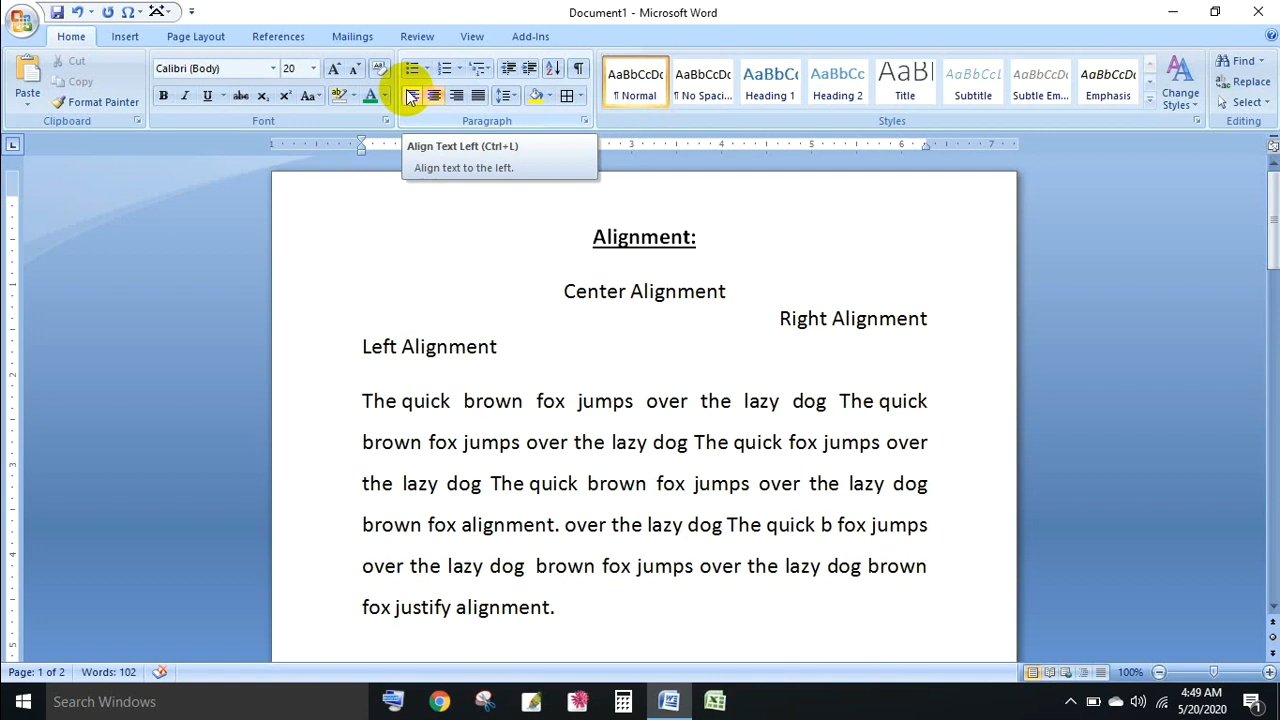 Document1 - Microsoft Word
Home Insert Page Layout References Mailings Review View Add-Ins
Paste
Cut
Copy
Format Painter
Clipboard
Calibri (Body) 20
Font
Paragraph
AaBbCcDc AaBbCcDc AaBbCc AaBbCc AaBb AaBbCcL AaBbCcDc AaBbCcDc
¶ Normal ¶ No Spaci... Heading 1 Heading 2 Title Subtitle Subtle Em... Emphasis
Change Styles
Styles
Find
Replace
Select
Editing
1 3 4 5 6 7
Align Text Left (Ctrl+L)
Align text to the left.
Alignment:
Center Alignment
Right Alignment
Left Alignment
The quick brown fox jumps over the lazy dog The quick
brown fox jumps over the lazy dog The quick fox jumps over
the lazy dog The quick brown fox jumps over the lazy dog
brown fox alignment. over the lazy dog The quick b fox jumps
over the lazy dog brown fox jumps over the lazy dog brown
fox justify alignment.
Page: 1 of 2 Words: 102 100%
Search Windows
4:49 AM
5/20/2020